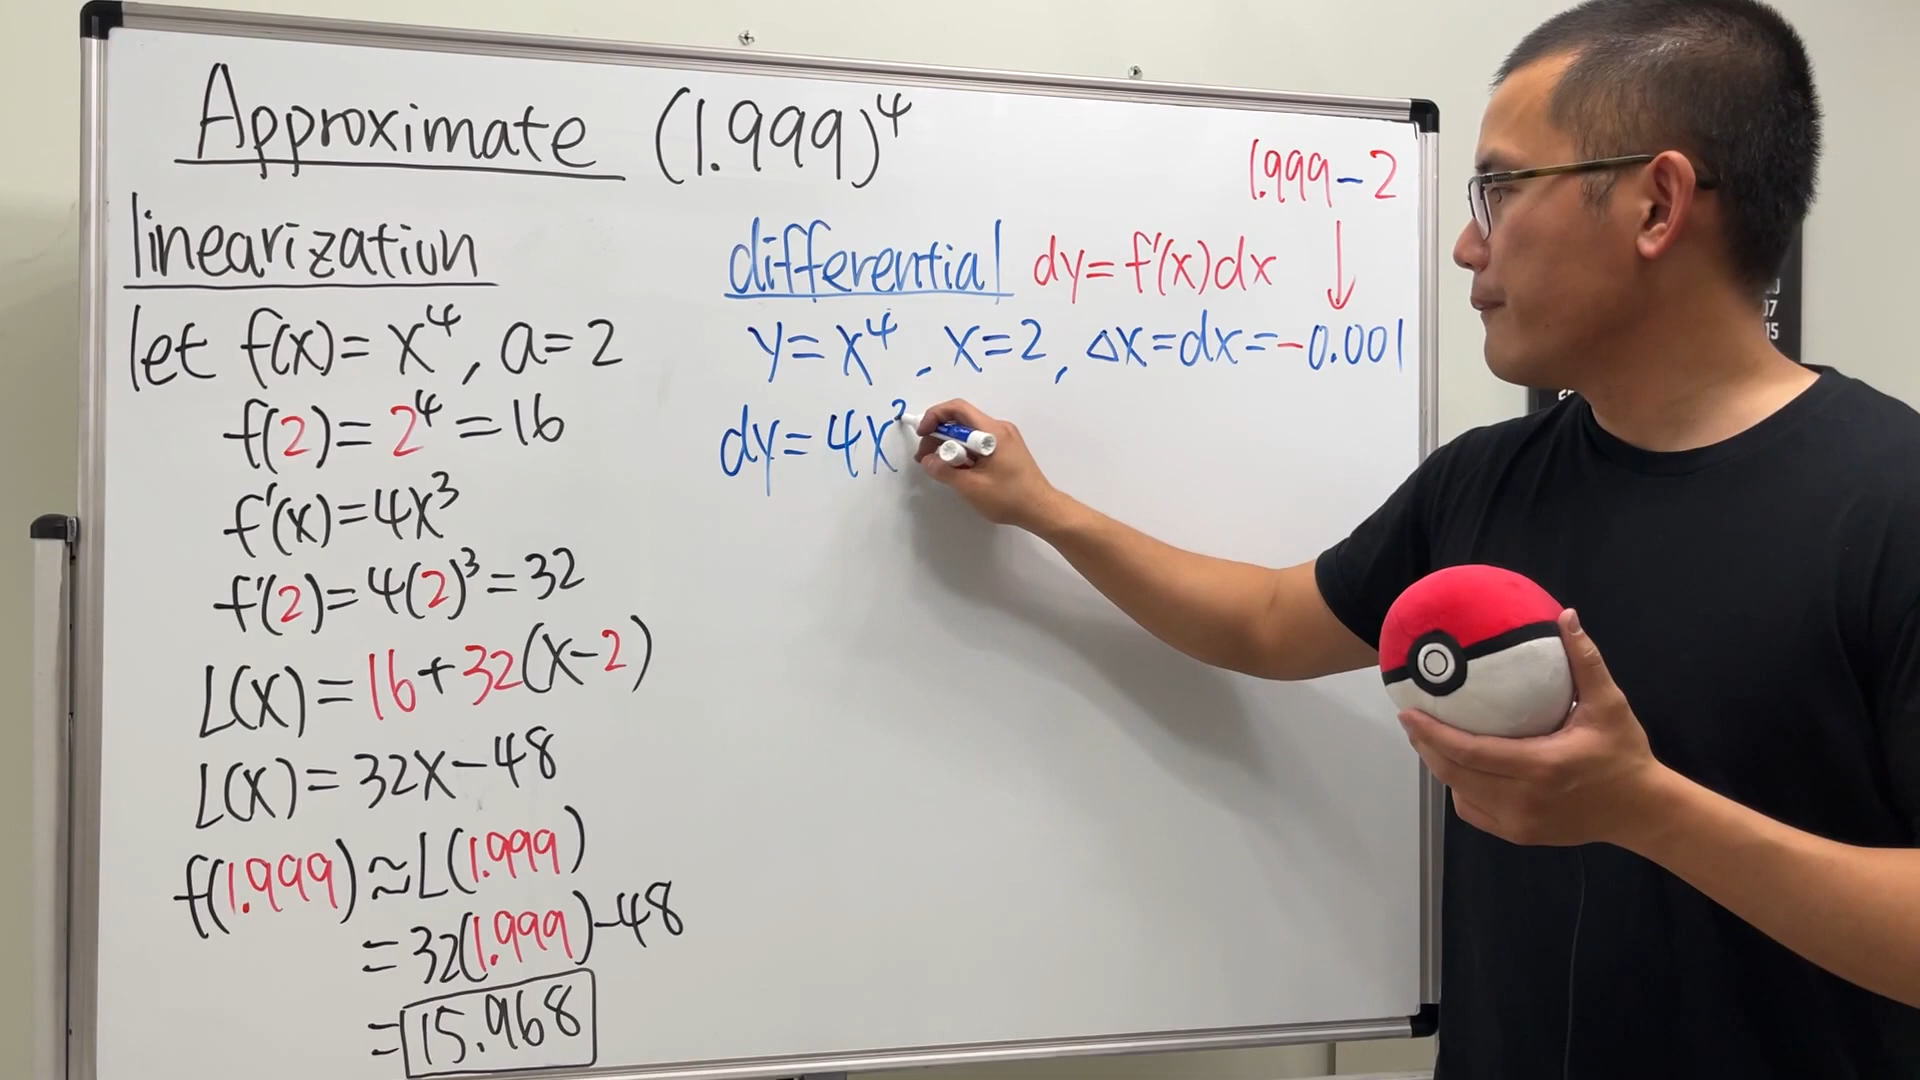 Approximate (1.999)⁴
linearization
let f(x) = x⁴, a = 2
f(2) = 2⁴ = 16
f'(x) = 4x³
f'(2) = 4(2)³ = 32
L(x) = 16 + 32(x-2)
L(x) = 32x - 48
f(1.999) ≈ L(1.999)
= 32(1.999) - 48
= 15.968
1.999 - 2
↓
differential dy = f'(x)dx
y = x⁴, x = 2, Δx = dx = -0.001
dy = 4x³